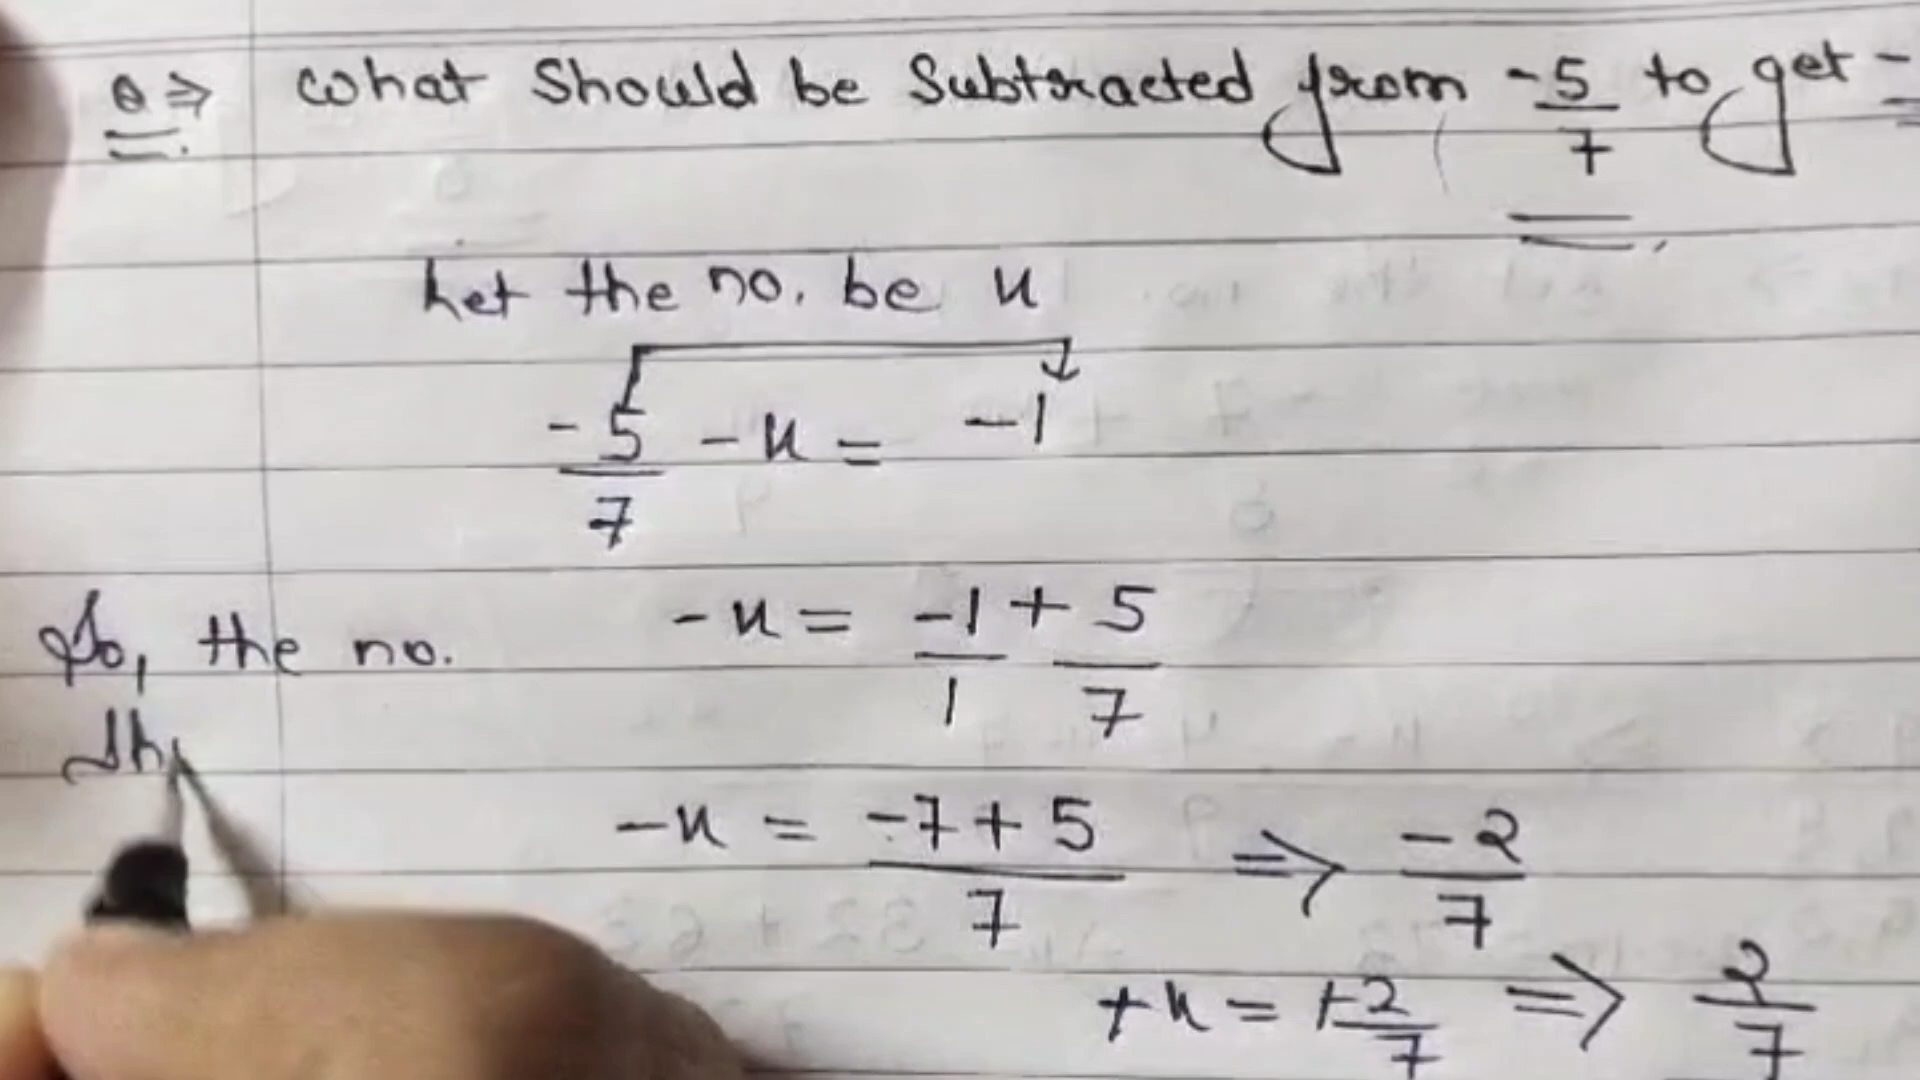 Q ⇒ What Should be Subtracted from -5/7 to get -
Let the no. be x
-5/7 - x = -1
So, the no.
-x = -1/1 + 5/7
Sh
-x = -7+5/7 ⇒ -2/7
+x = +2/7 ⇒ 2/7